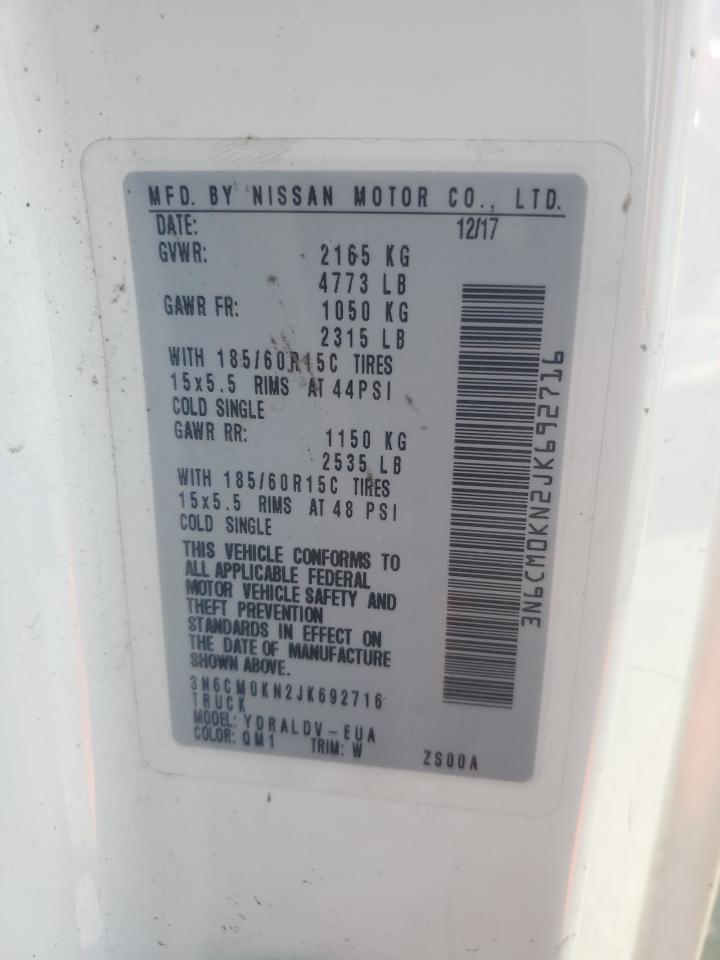 MFD. BY NISSAN MOTOR CO., LTD.
DATE: 12/17
GVWR: 2165 KG
4773 LB
GAWR FR: 1050 KG
2315 LB
WITH 185/60R15C TIRES
15x5.5 RIMS AT 44PSI
COLD SINGLE
GAWR RR: 1150 KG
2535 LB
WITH 185/60R15C TIRES
15x5.5 RIMS AT 48 PSI
COLD SINGLE
THIS VEHICLE CONFORMS TO
ALL APPLICABLE FEDERAL
MOTOR VEHICLE SAFETY AND
THEFT PREVENTION
STANDARDS IN EFFECT ON
THE DATE OF MANUFACTURE
SHOWN ABOVE.
3N6CM0KN2JK692716
TRUCK
MODEL: YDRALDV-EUA
COLOR: QM1 TRIM: W ZS00A
3N6CM0KN2JK692716